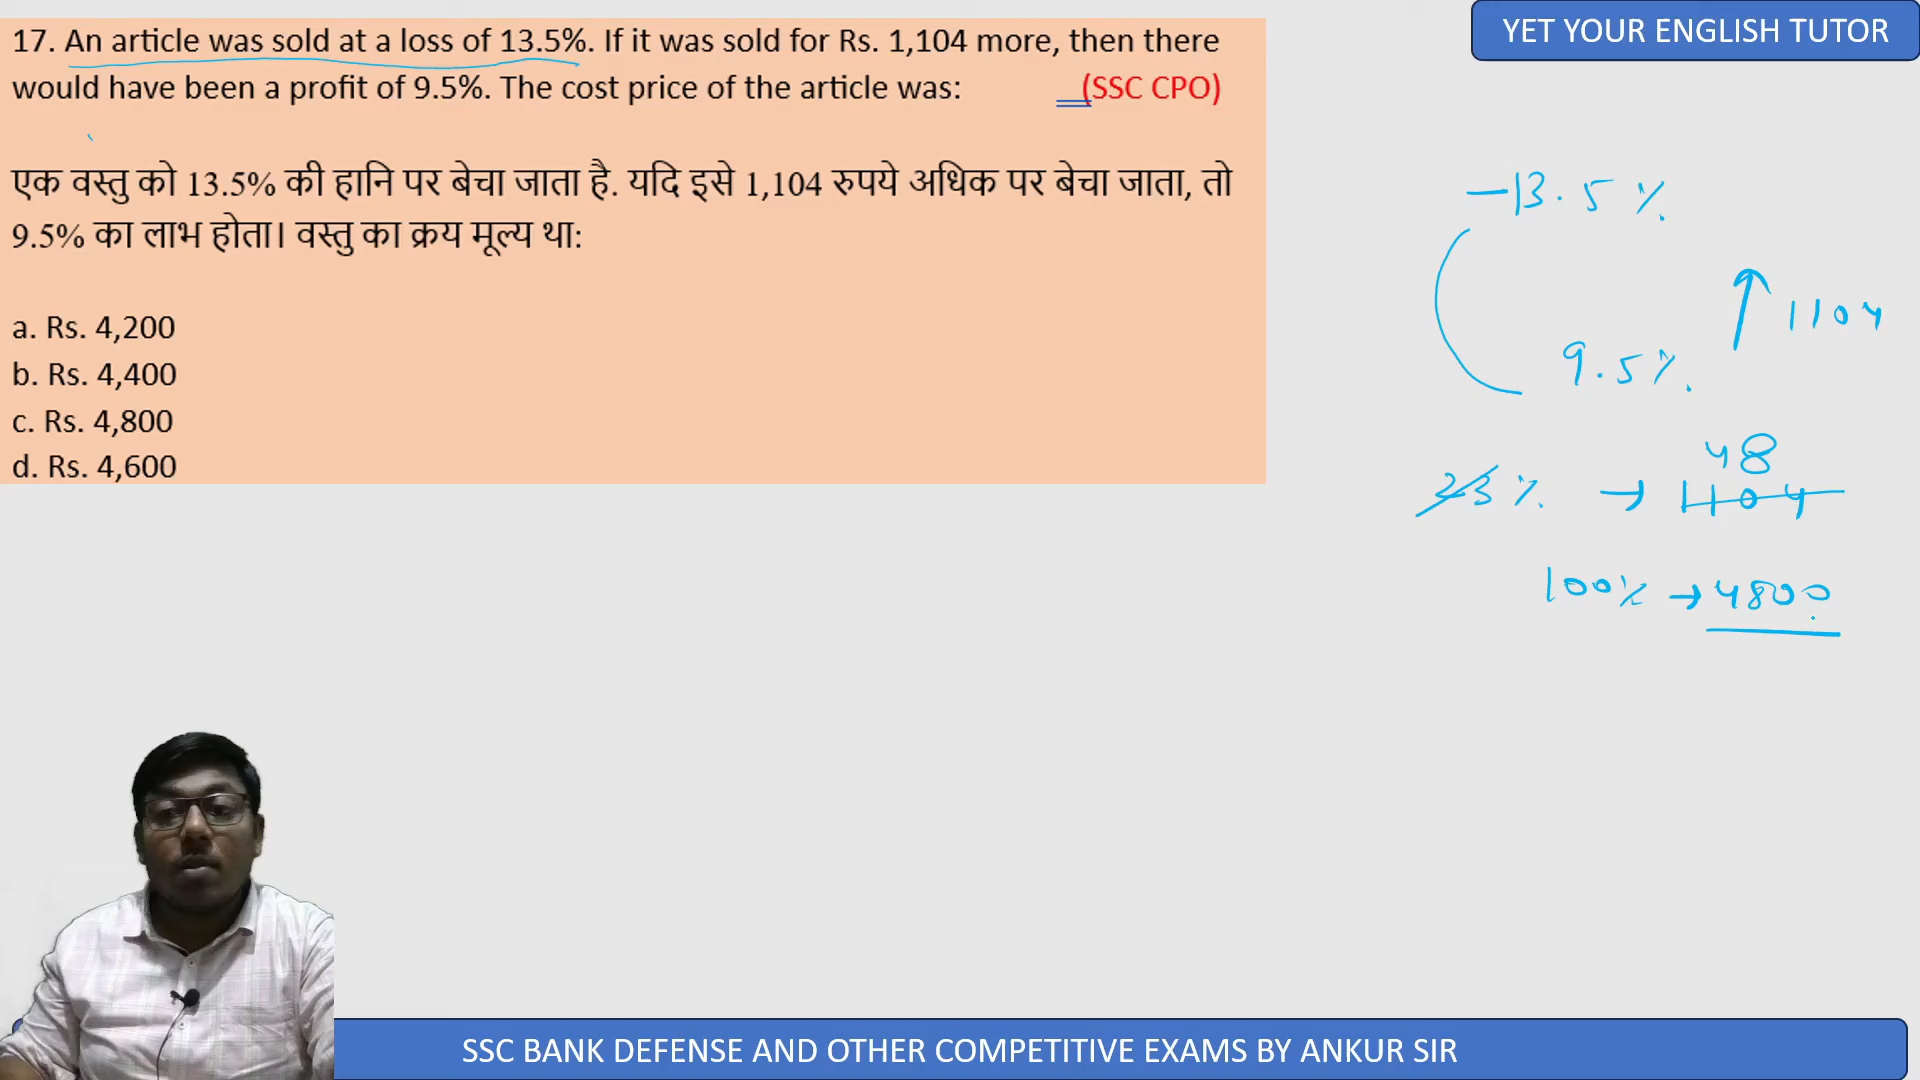 YET YOUR ENGLISH TUTOR
17. An article was sold at a loss of 13.5%. If it was sold for Rs. 1,104 more, then there
would have been a profit of 9.5%. The cost price of the article was: (SSC CPO)
एक वस्तु को 13.5% की हानि पर बेचा जाता है. यदि इसे 1,104 रुपये अधिक पर बेचा जाता, तो
9.5% का लाभ होता। वस्तु का क्रय मूल्य था:
a. Rs. 4,200
b. Rs. 4,400
c. Rs. 4,800
d. Rs. 4,600
-13.5%
1104
9.5%.
48
23% → 1104
100% → 4800
SSC BANK DEFENSE AND OTHER COMPETITIVE EXAMS BY ANKUR SIR